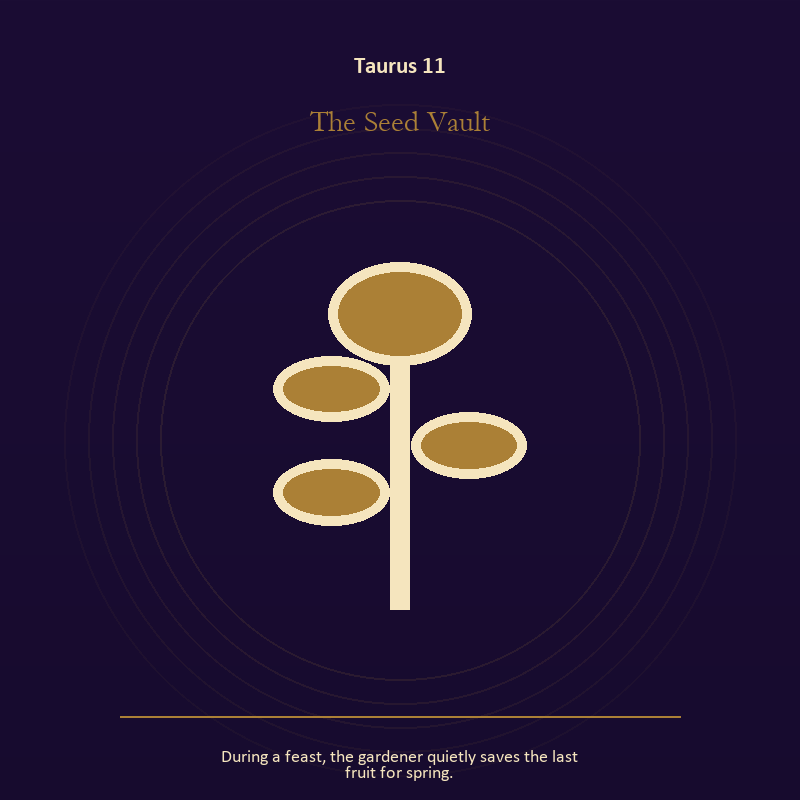 Taurus 11
The Seed Vault
During a feast, the gardener quietly saves the last
fruit for spring.